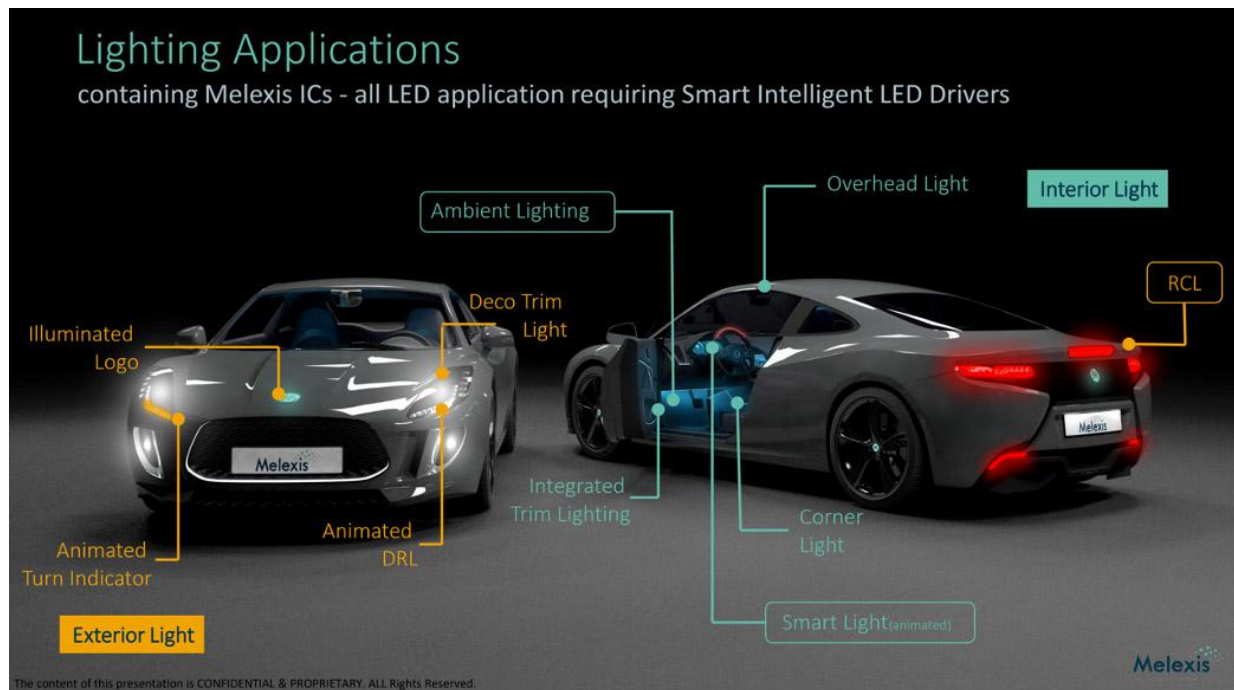 Lighting Applications
containing Melexis ICs - all LED application requiring Smart Intelligent LED Drivers
Overhead Light
Interior Light
Ambient Lighting
RCL
Deco Trim
Light
Illuminated
Logo
Melexis
Melexis
Integrated
Trim Lighting
Corner
Light
Animated
DRL
Animated
Turn Indicator
Smart Light(animated)
Exterior Light
Melexis
The content of this presentation is CONFIDENTIAL & PROPRIETARY. ALL Rights Reserved.